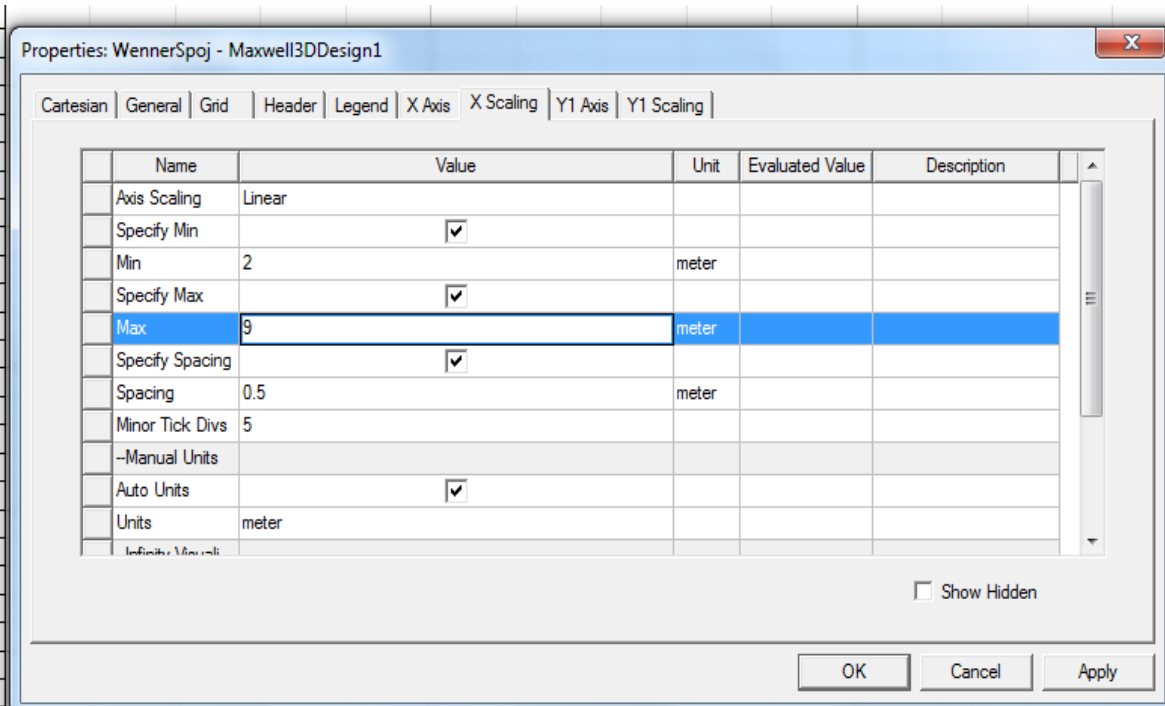 Properties: WennerSpoj - Maxwell3DDesign1
X
Cartesian General Grid Header Legend X Axis X Scaling Y1 Axis Y1 Scaling
Name Value Unit Evaluated Value Description
Axis Scaling Linear
Specify Min
Min 2 meter
Specify Max
Max 9 meter
Specify Spacing
Spacing 0.5 meter
Minor Tick Divs 5
--Manual Units
Auto Units
Units meter
Infinity Visuali
Show Hidden
OK Cancel Apply